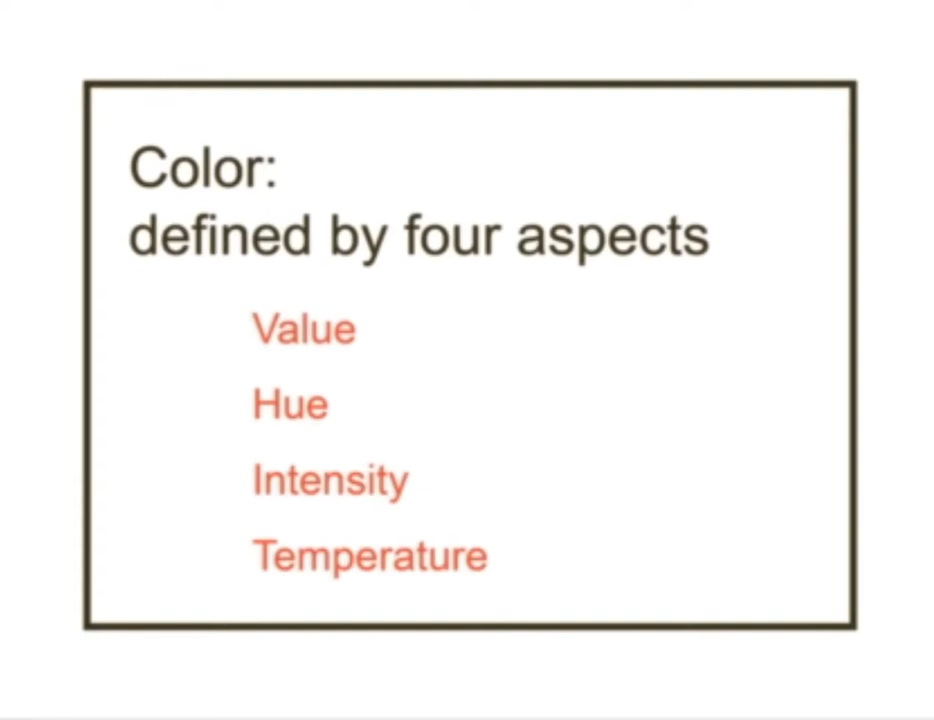 Color:
defined by four aspects
Value
Hue
Intensity
Temperature